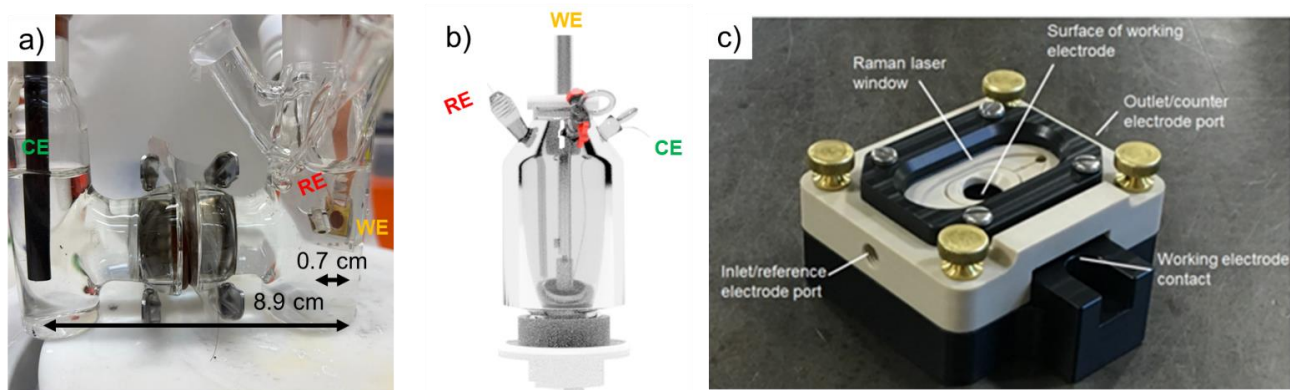 a)
CE
RE
WE
0.7 cm
8.9 cm
b)
WE
RE
CE
c)
Surface of working
electrode
Raman laser
window
Outlet/counter
electrode port
Inlet/reference
electrode port
Working electrode
contact